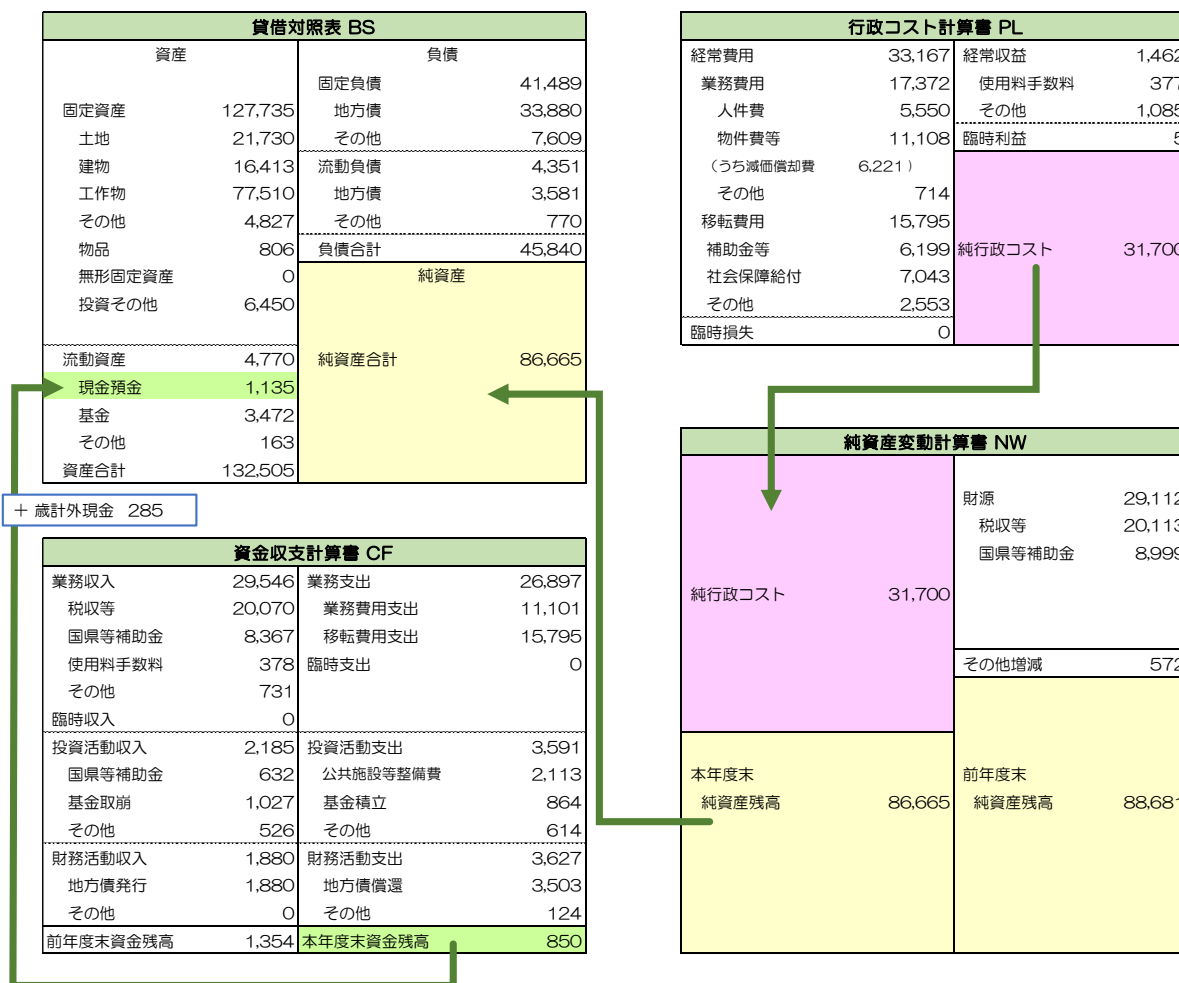 貸借対照表 BS
資産 負債
固定負債 41,489
固定資産 127,735 地方債 33,880
土地 21,730 その他 7,609
建物 16,413 流動負債 4,351
工作物 77,510 地方債 3,581
その他 4,827 その他 770
物品 806 負債合計 45,840
無形固定資産 0 純資産
投資その他 6,450
流動資産 4,770 純資産合計 86,665
現金預金 1,135
基金 3,472
その他 163
資産合計 132,505
＋ 歳計外現金 285
資金収支計算書 CF
業務収入 29,546 業務支出 26,897
税収等 20,070 業務費用支出 11,101
国県等補助金 8,367 移転費用支出 15,795
使用料手数料 378 臨時支出 0
その他 731
臨時収入 0
投資活動収入 2,185 投資活動支出 3,591
国県等補助金 632 公共施設等整備費 2,113
基金取崩 1,027 基金積立 864
その他 526 その他 614
財務活動収入 1,880 財務活動支出 3,627
地方債発行 1,880 地方債償還 3,503
その他 0 その他 124
前年度末資金残高 1,354 本年度末資金残高 850
行政コスト計算書 PL
経常費用 33,167 経常収益 1,462
業務費用 17,372 使用料手数料 377
人件費 5,550 その他 1,085
物件費等 11,108 臨時利益 5
（うち減価償却費 6,221 ）
その他 714
移転費用 15,795
補助金等 6,199 純行政コスト 31,700
社会保障給付 7,043
その他 2,553
臨時損失 0
純資産変動計算書 NW
財源 29,112
税収等 20,113
国県等補助金 8,999
純行政コスト 31,700
その他増減 572
本年度末 前年度末
純資産残高 86,665 純資産残高 88,681